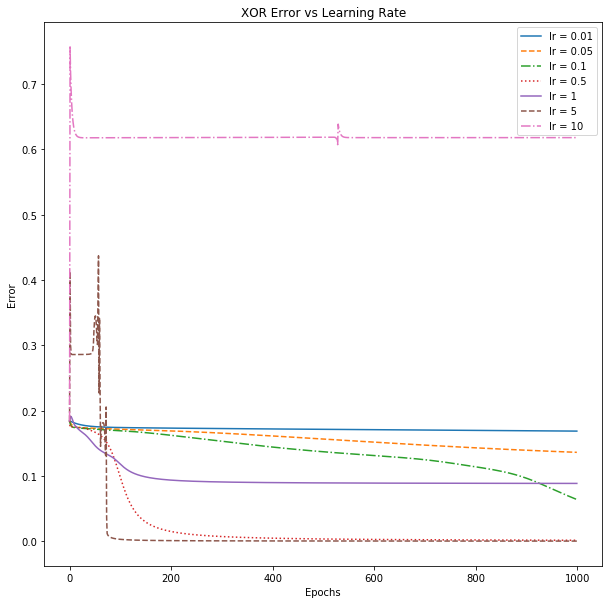 XOR Error vs Learning Rate
lr = 0.01
lr = 0.05
lr = 0.1
lr = 0.5
lr = 1
lr = 5
lr = 10
0.7
0.6
0.5
0.4
0.3
0.2
0.1
0.0
Error
0 200 400 600 800 1000
Epochs